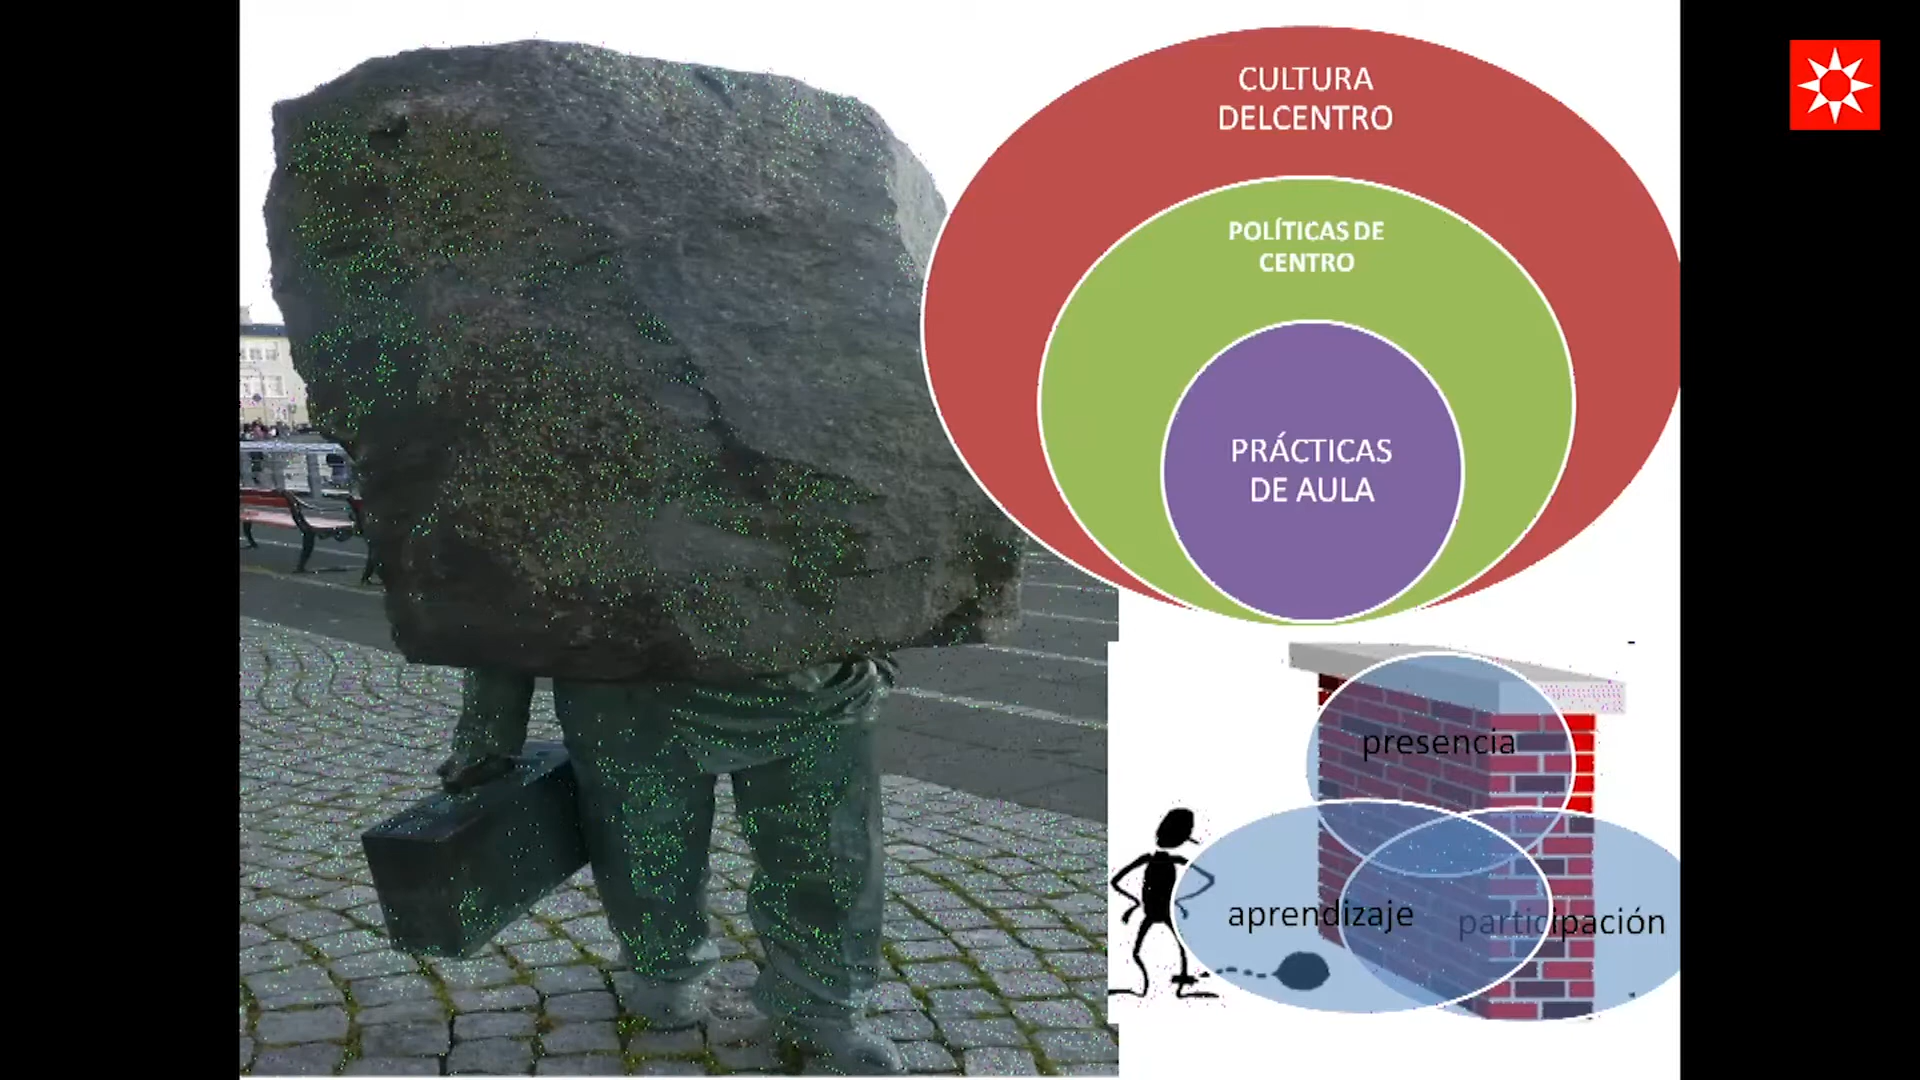 CULTURA
DELCENTRO
POLÍTICAS DE
CENTRO
PRÁCTICAS
DE AULA
presencia
aprendizaje
participación